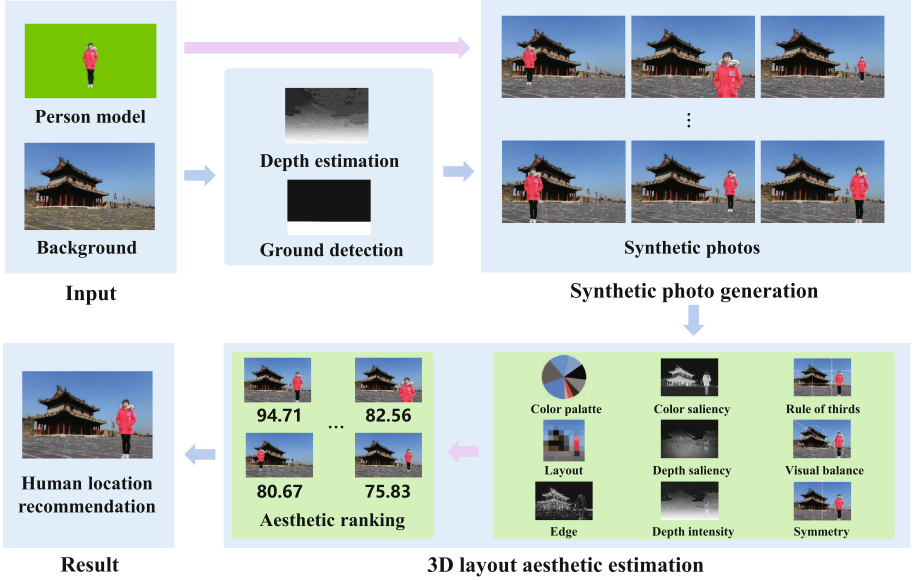 Person model
Background
Input
Depth estimation
Ground detection
...
Synthetic photos
Synthetic photo generation
Color palatte
Color saliency
Rule of thirds
Layout
Depth saliency
Visual balance
Edge
Depth intensity
Symmetry
94.71
...
82.56
80.67
75.83
Aesthetic ranking
3D layout aesthetic estimation
Human location
recommendation
Result